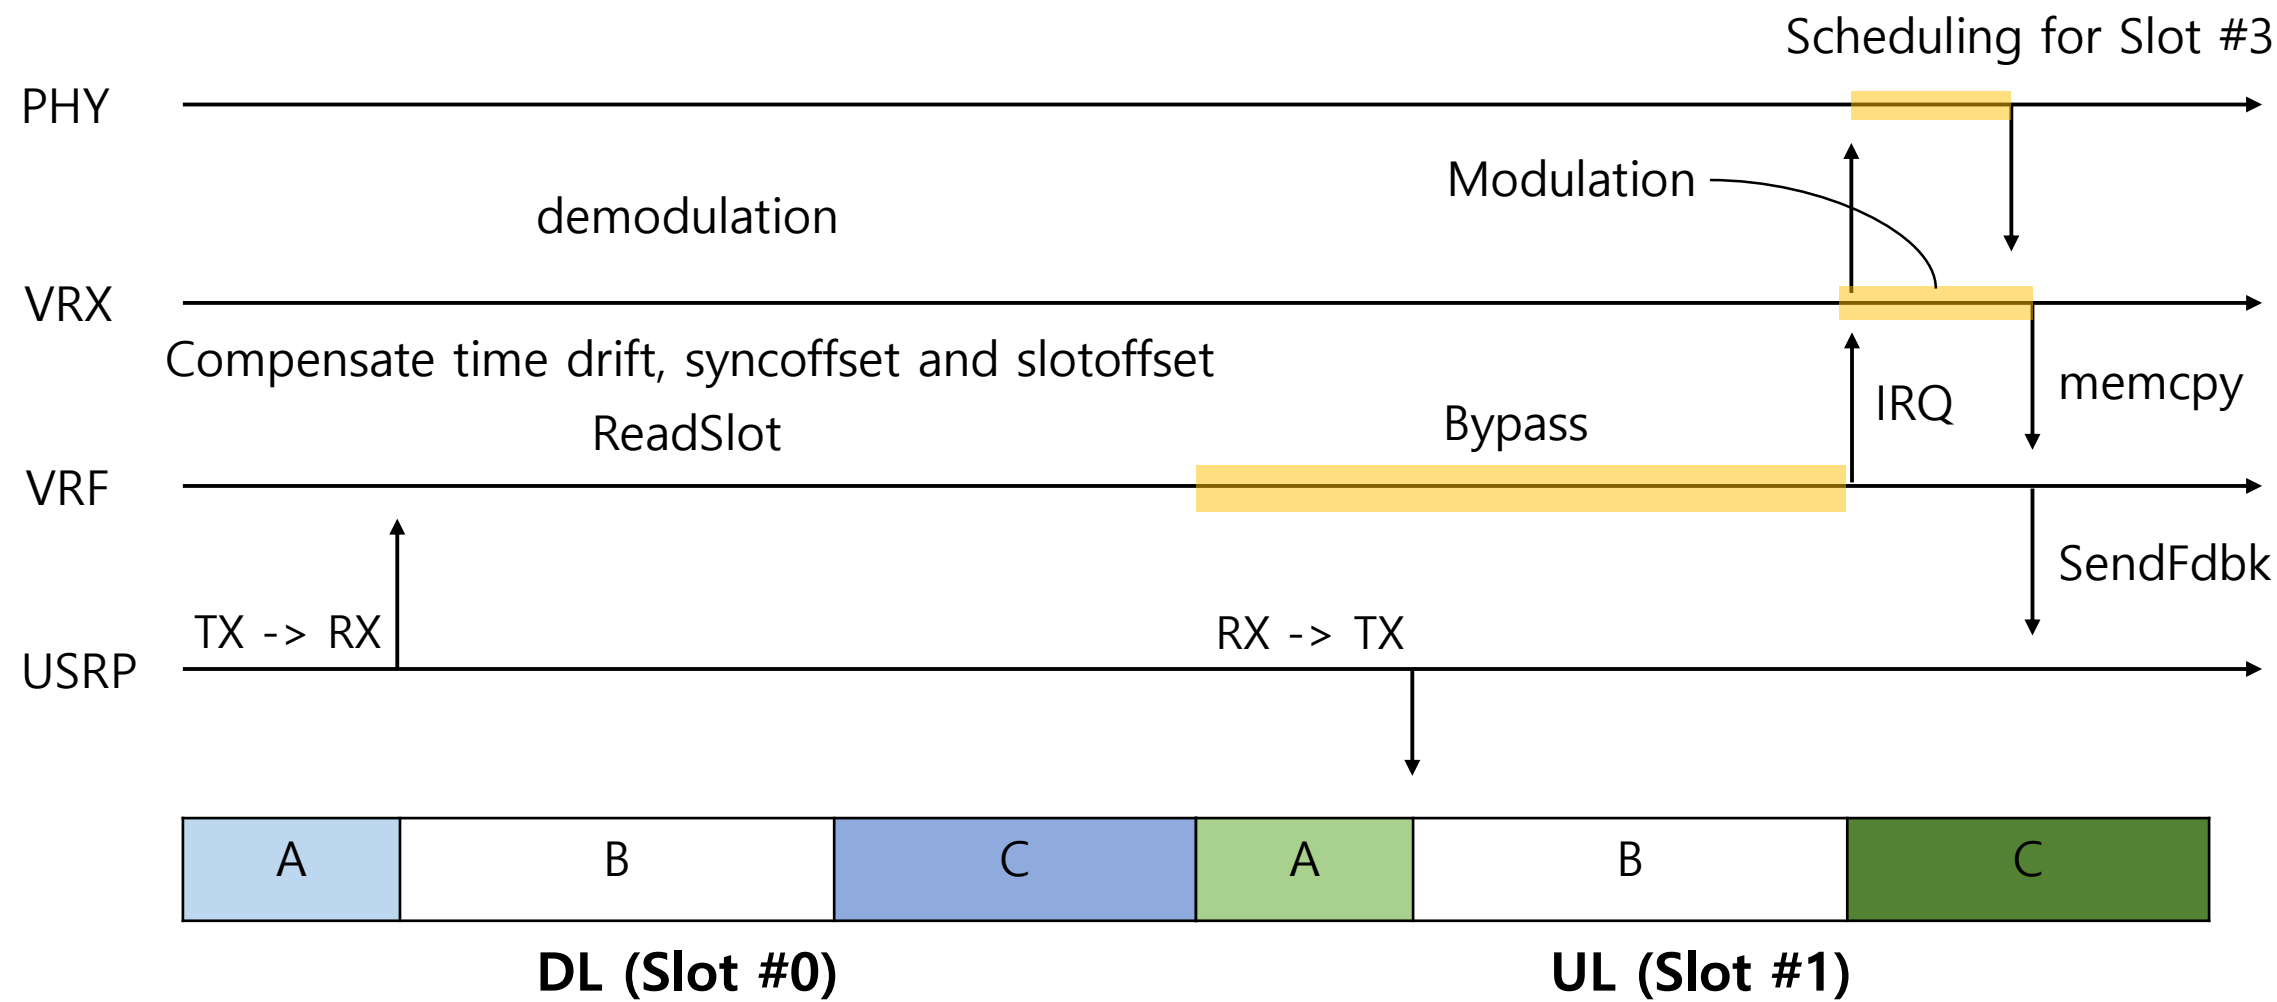 Scheduling for Slot #3
PHY
Modulation
demodulation
VRX
Compensate time drift, syncoffset and slotoffset
IRQ
memcpy
ReadSlot
Bypass
VRF
SendFdbk
TX -> RX
RX -> TX
USRP
A
B
C
A
B
C
DL (Slot #0)
UL (Slot #1)